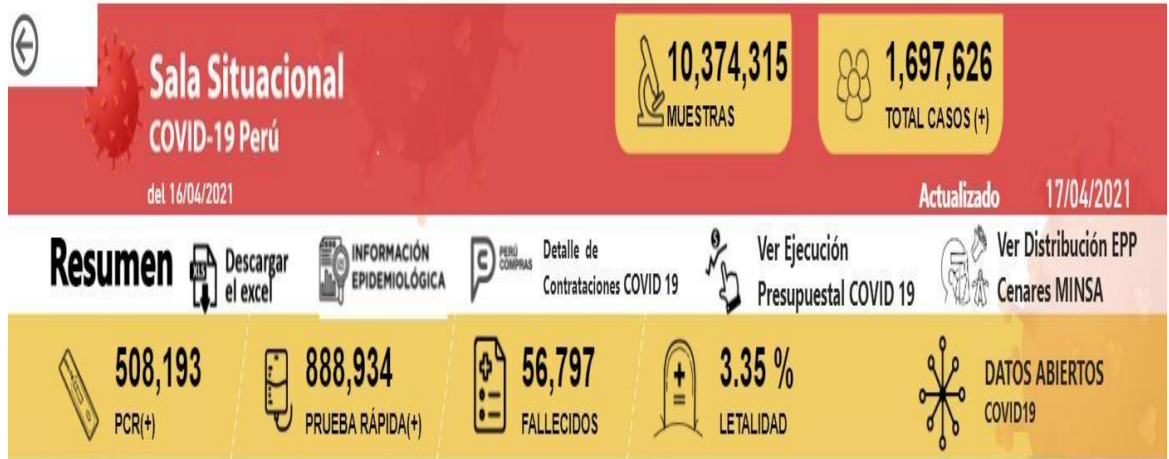 Sala Situacional
COVID-19 Perú
del 16/04/2021
10,374,315
MUESTRAS
1,697,626
TOTAL CASOS (+)
Actualizado 17/04/2021
Resumen
XLS
Descargar
el excel
INFORMACIÓN
EPIDEMIOLÓGICA
PERÚ
COMPRAS
Detalle de
Contrataciones COVID 19
Ver Ejecución
Presupuestal COVID 19
Ver Distribución EPP
Cenares MINSA
508,193
PCR(+)
888,934
PRUEBA RÁPIDA(+)
56,797
FALLECIDOS
3.35 %
LETALIDAD
DATOS ABIERTOS
COVID19